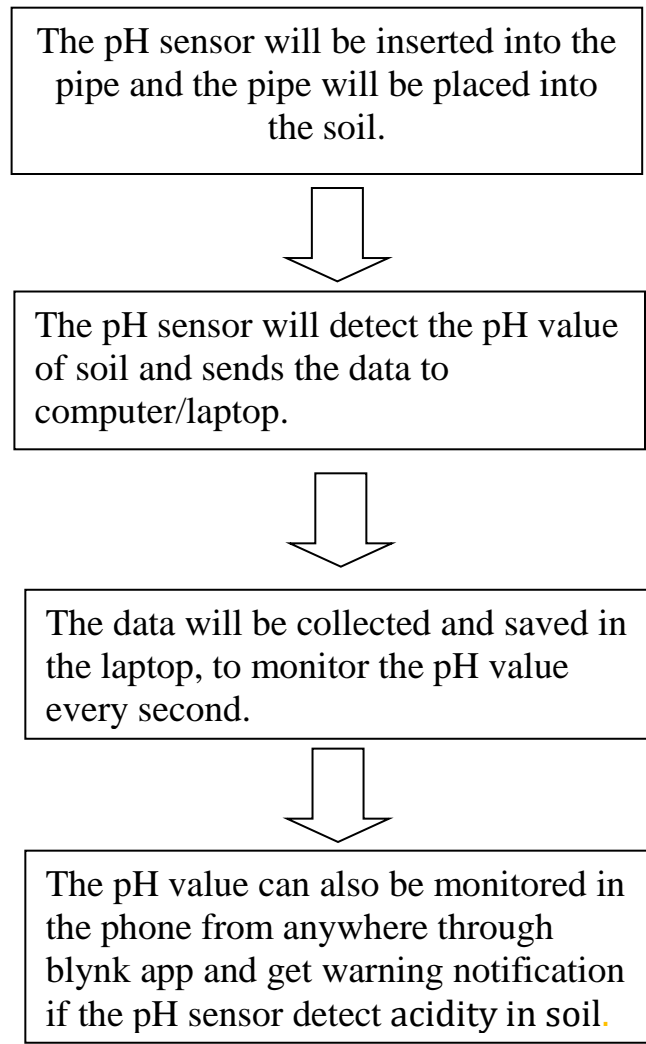 The pH sensor will be inserted into the
pipe and the pipe will be placed into
the soil.
The pH sensor will detect the pH value
of soil and sends the data to
computer/laptop.
The data will be collected and saved in
the laptop, to monitor the pH value
every second.
The pH value can also be monitored in
the phone from anywhere through
blynk app and get warning notification
if the pH sensor detect acidity in soil.